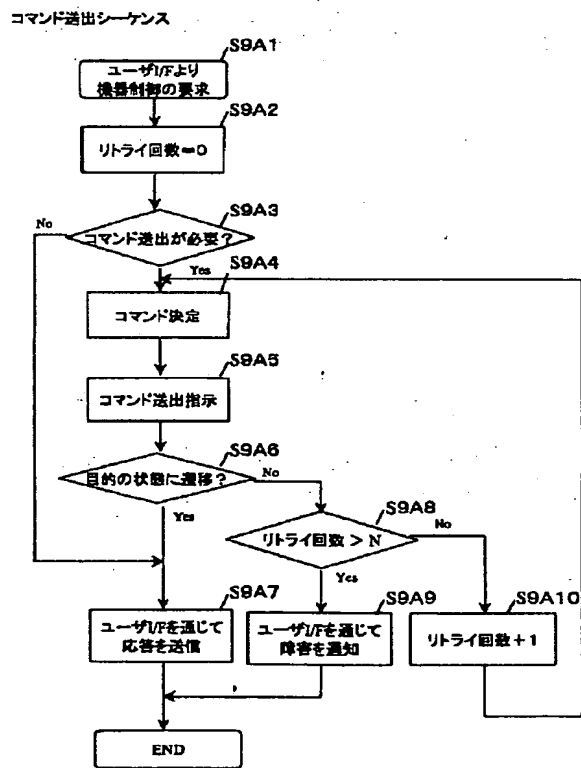 コマンド送出シーケンス
S9A1
ユーザI/Fより
機器制御の要求
S9A2
リトライ回数=0
S9A3
No
コマンド送出が必要?
S9A4
Yes
コマンド決定
S9A5
コマンド送出指示
S9A6
目的の状態に遷移?
No
S9A8
Yes
リトライ回数 > N
No
Yes
S9A7
S9A9
S9A10
ユーザI/Fを通じて
応答を送信
ユーザI/Fを通じて
障害を通知
リトライ回数+1
END